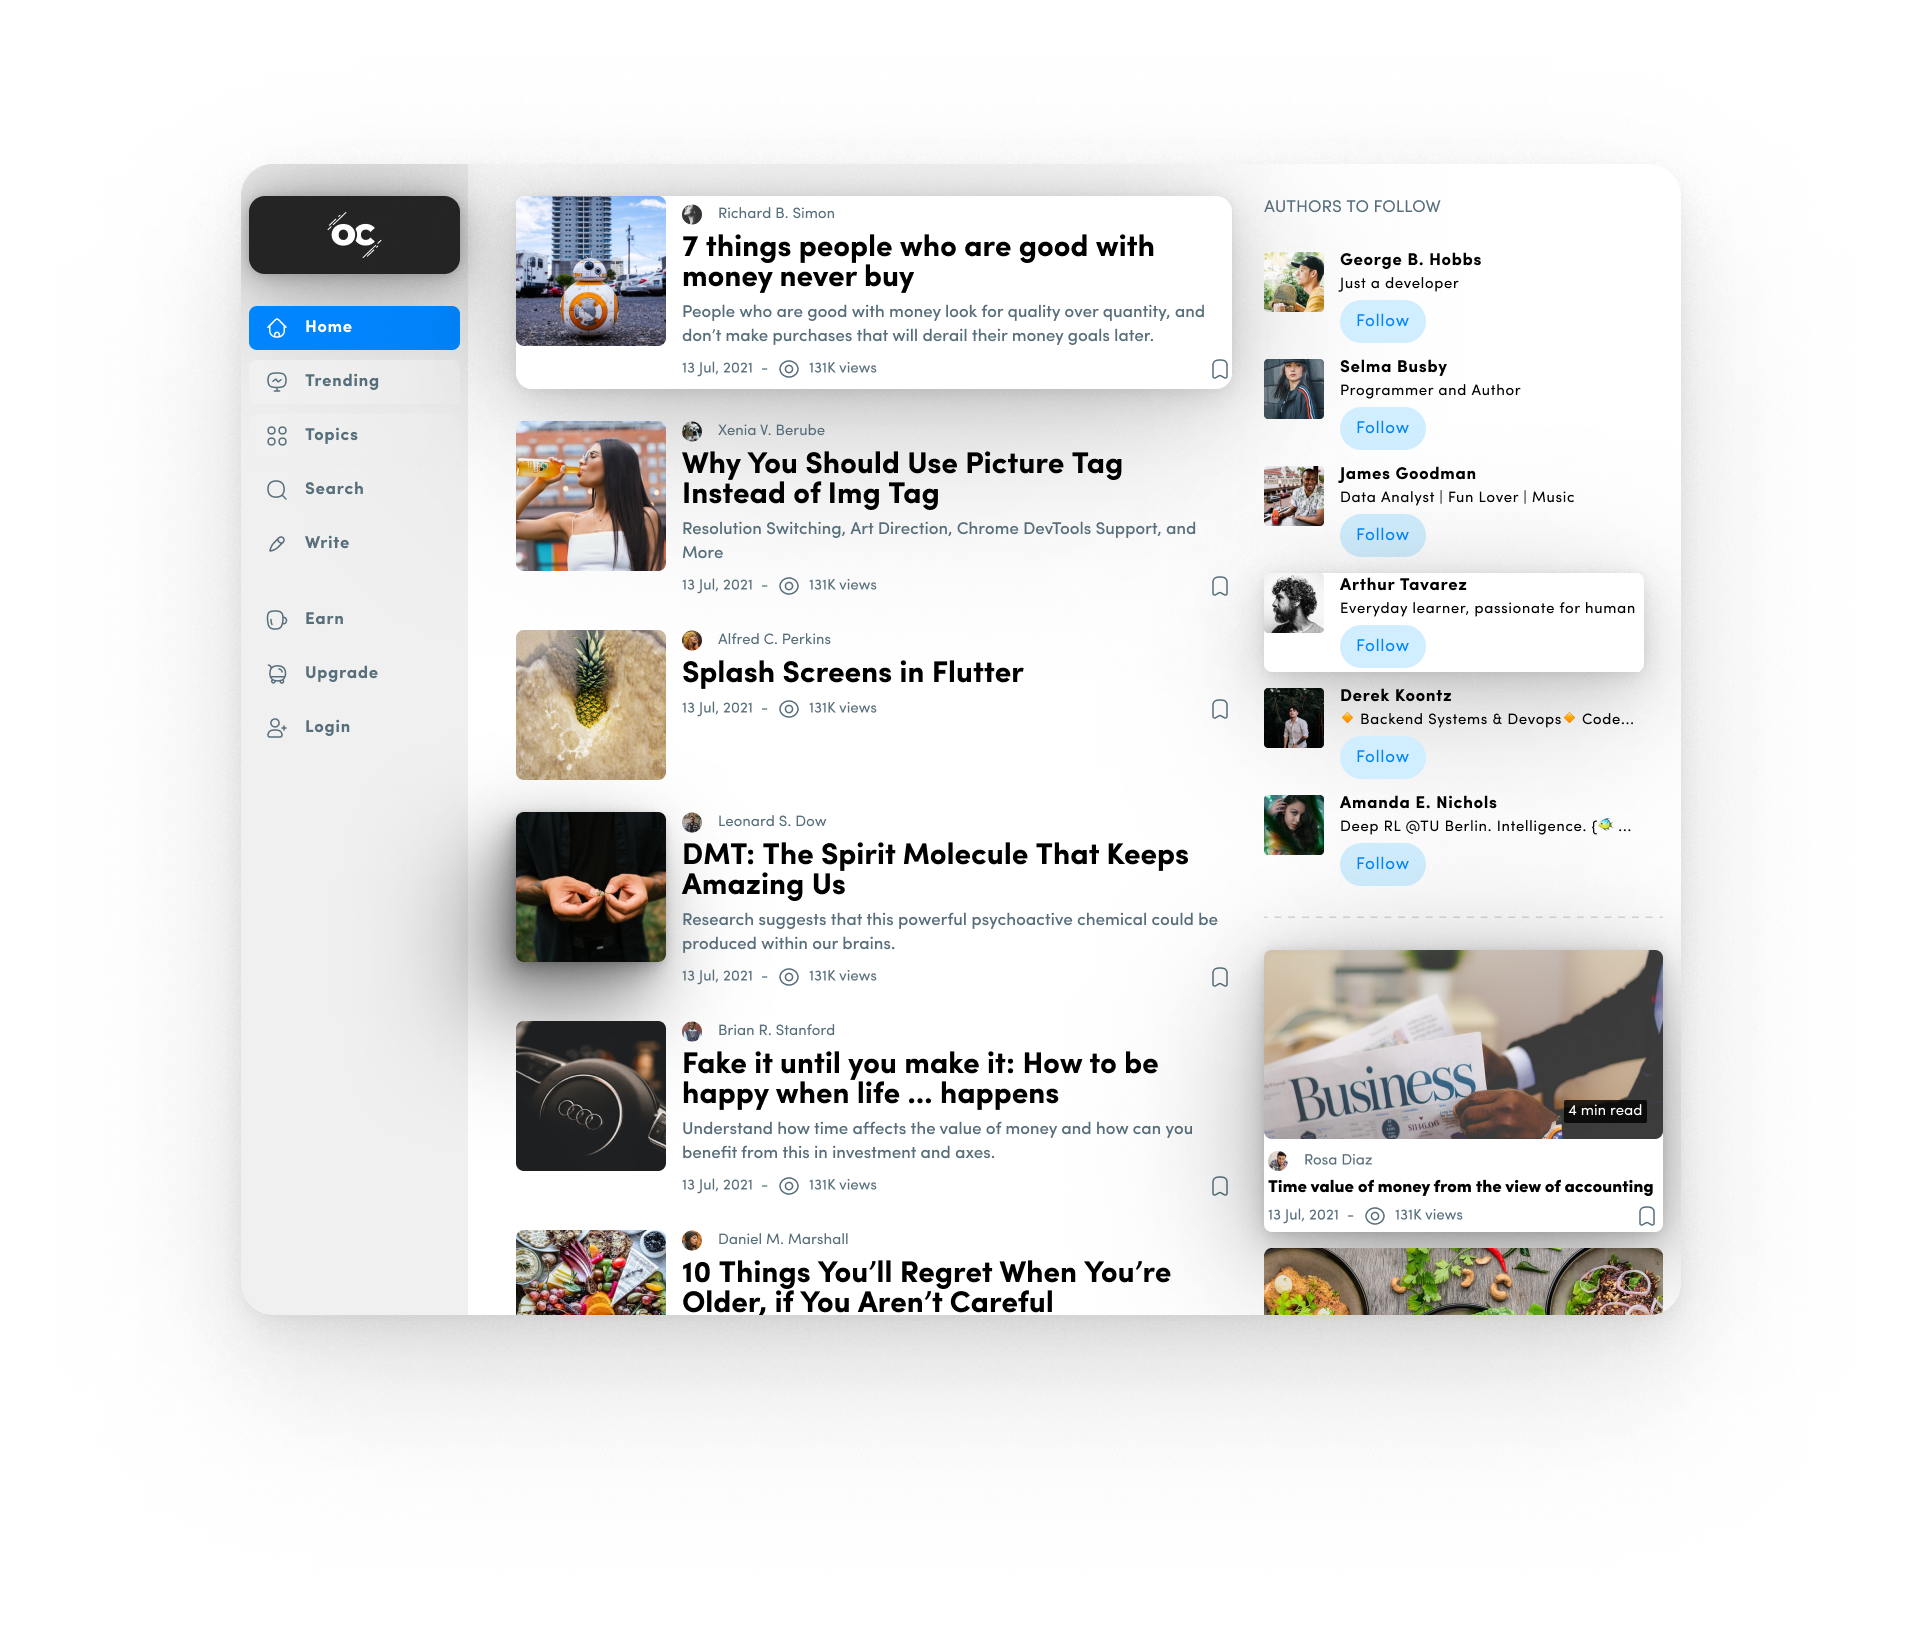 OC
Home
Trending
Topics
Search
Write
Earn
Upgrade
Login
Richard B. Simon
7 things people who are good with
money never buy
People who are good with money look for quality over quantity, and
don’t make purchases that will derail their money goals later.
13 Jul, 2021 - 131K views
Xenia V. Berube
Why You Should Use Picture Tag
Instead of Img Tag
Resolution Switching, Art Direction, Chrome DevTools Support, and
More
13 Jul, 2021 - 131K views
Alfred C. Perkins
Splash Screens in Flutter
13 Jul, 2021 - 131K views
Leonard S. Dow
DMT: The Spirit Molecule That Keeps
Amazing Us
Research suggests that this powerful psychoactive chemical could be
produced within our brains.
13 Jul, 2021 - 131K views
Brian R. Stanford
Fake it until you make it: How to be
happy when life ... happens
Understand how time affects the value of money and how can you
benefit from this in investment and axes.
13 Jul, 2021 - 131K views
Daniel M. Marshall
10 Things You’ll Regret When You’re
Older, if You Aren’t Careful
AUTHORS TO FOLLOW
George B. Hobbs
Just a developer
Follow
Selma Busby
Programmer and Author
Follow
James Goodman
Data Analyst | Fun Lover | Music
Follow
Arthur Tavarez
Everyday learner, passionate for human
Follow
Derek Koontz
🔸 Backend Systems & Devops🔸 Code...
Follow
Amanda E. Nichols
Deep RL @TU Berlin. Intelligence. {🐠 ...
Follow
Business
4 min read
Rosa Diaz
Time value of money from the view of accounting
13 Jul, 2021 - 131K views